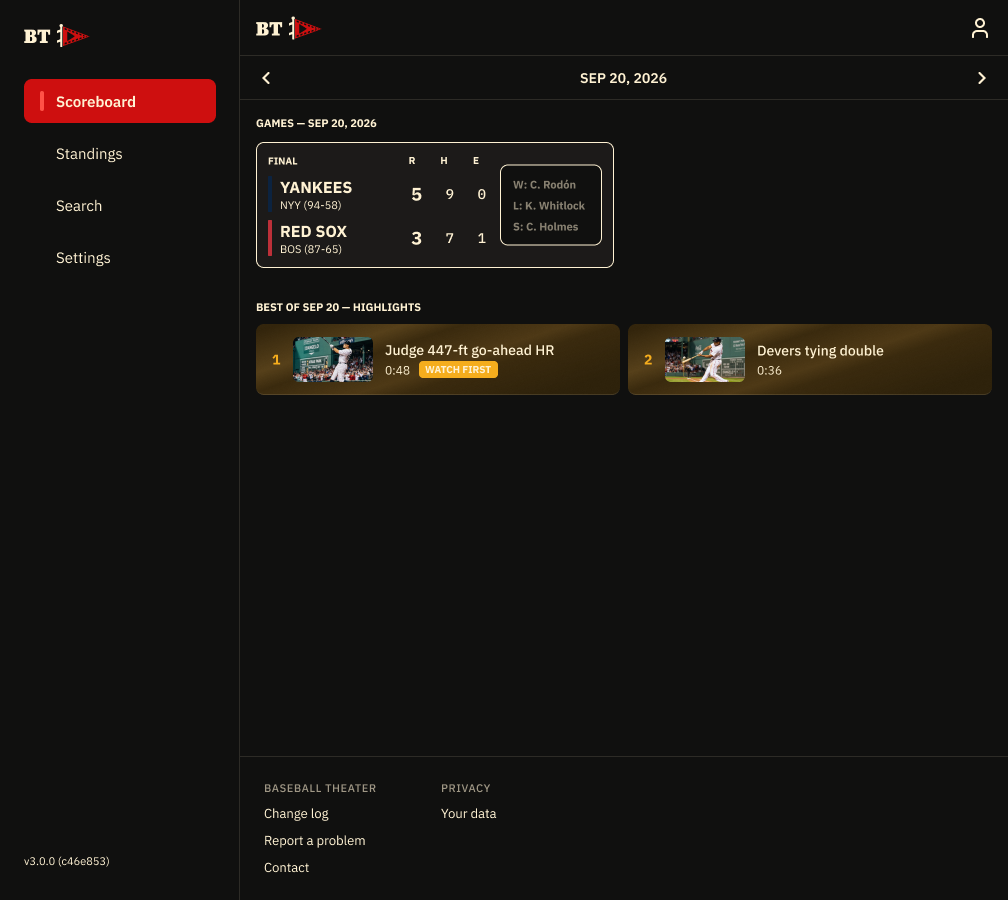 BT
Scoreboard
Standings
Search
Settings
v3.0.0 (c46e853)
BT
SEP 20, 2026
GAMES — SEP 20, 2026
FINAL R H E
YANKEES 5 9 0
NYY (94-58)
RED SOX 3 7 1
BOS (87-65)
W: C. Rodón
L: K. Whitlock
S: C. Holmes
BEST OF SEP 20 — HIGHLIGHTS
1
Judge 447-ft go-ahead HR
0:48 WATCH FIRST
2
Devers tying double
0:36
BASEBALL THEATER
Change log
Report a problem
Contact
PRIVACY
Your data